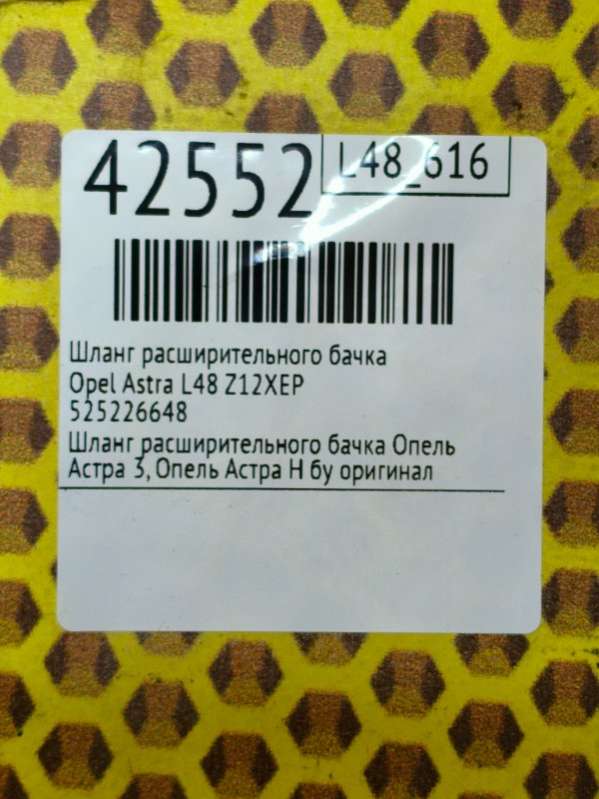 42552
L48_616
Шланг расширительного бачка
Opel Astra L48 Z12XEP
525226648
Шланг расширительного бачка Опель
Астра 3, Опель Астра Н бу оригинал